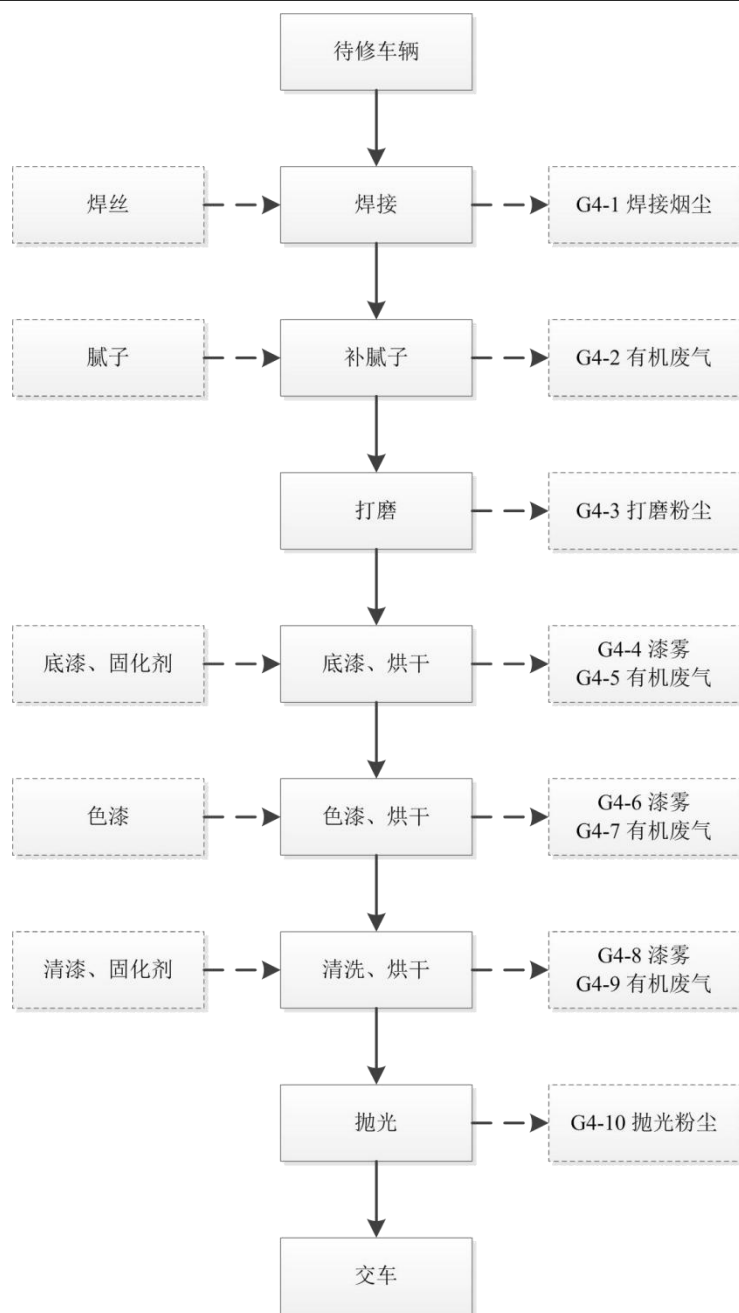 待修车辆
焊丝
焊接
G4-1 焊接烟尘
腻子
补腻子
G4-2 有机废气
打磨
G4-3 打磨粉尘
底漆、固化剂
底漆、烘干
G4-4 漆雾
G4-5 有机废气
色漆
色漆、烘干
G4-6 漆雾
G4-7 有机废气
清漆、固化剂
清洗、烘干
G4-8 漆雾
G4-9 有机废气
抛光
G4-10 抛光粉尘
交车